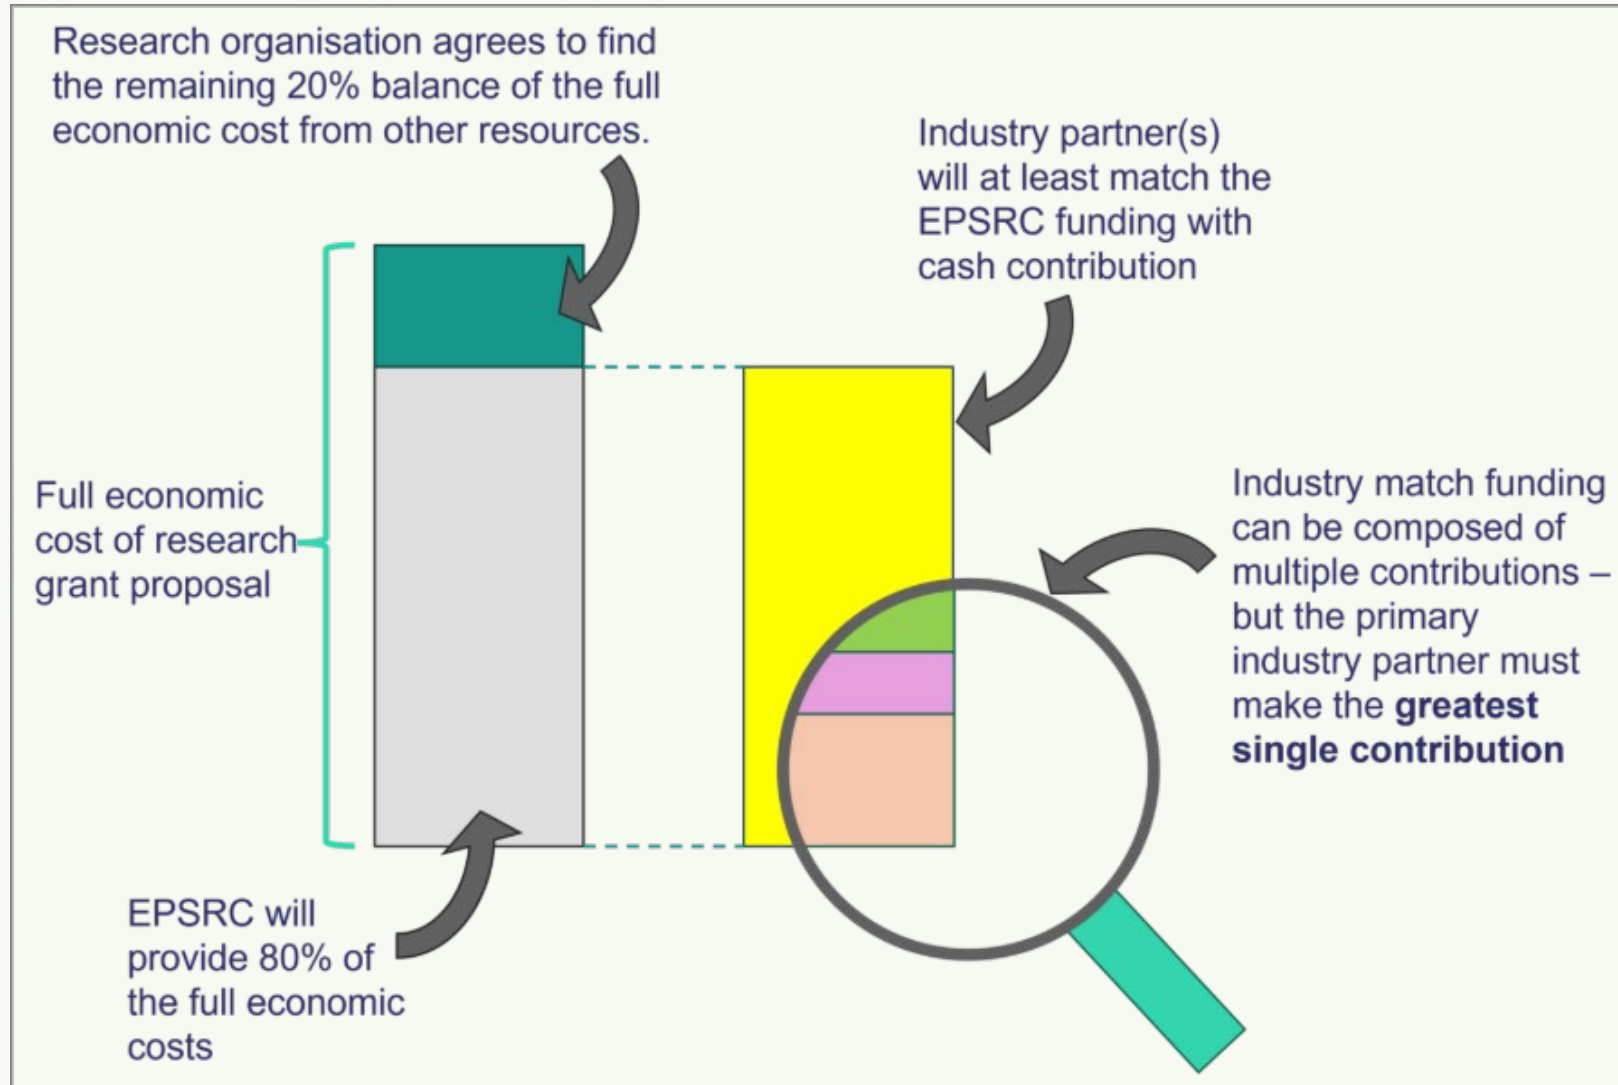 Research organisation agrees to find
the remaining 20% balance of the full
economic cost from other resources.
Industry partner(s)
will at least match the
EPSRC funding with
cash contribution
Full economic
cost of research
grant proposal
Industry match funding
can be composed of
multiple contributions –
but the primary
industry partner must
make the greatest
single contribution
EPSRC will
provide 80% of
the full economic
costs